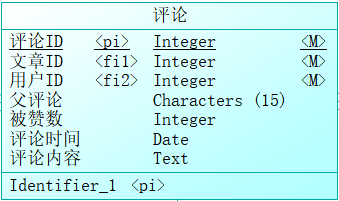 评论
评论ID <pi> Integer <M>
文章ID <fi1> Integer <M>
用户ID <fi2> Integer <M>
父评论 Characters (15)
被赞数 Integer
评论时间 Date
评论内容 Text
Identifier_1 <pi>